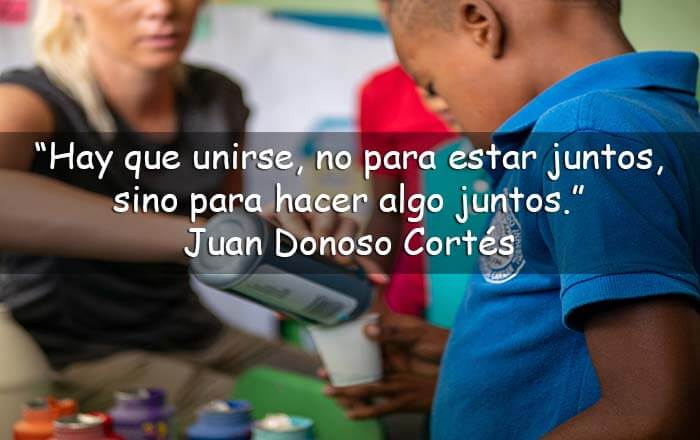 “Hay que unirse, no para estar juntos,
sino para hacer algo juntos.”
Juan Donoso Cortés